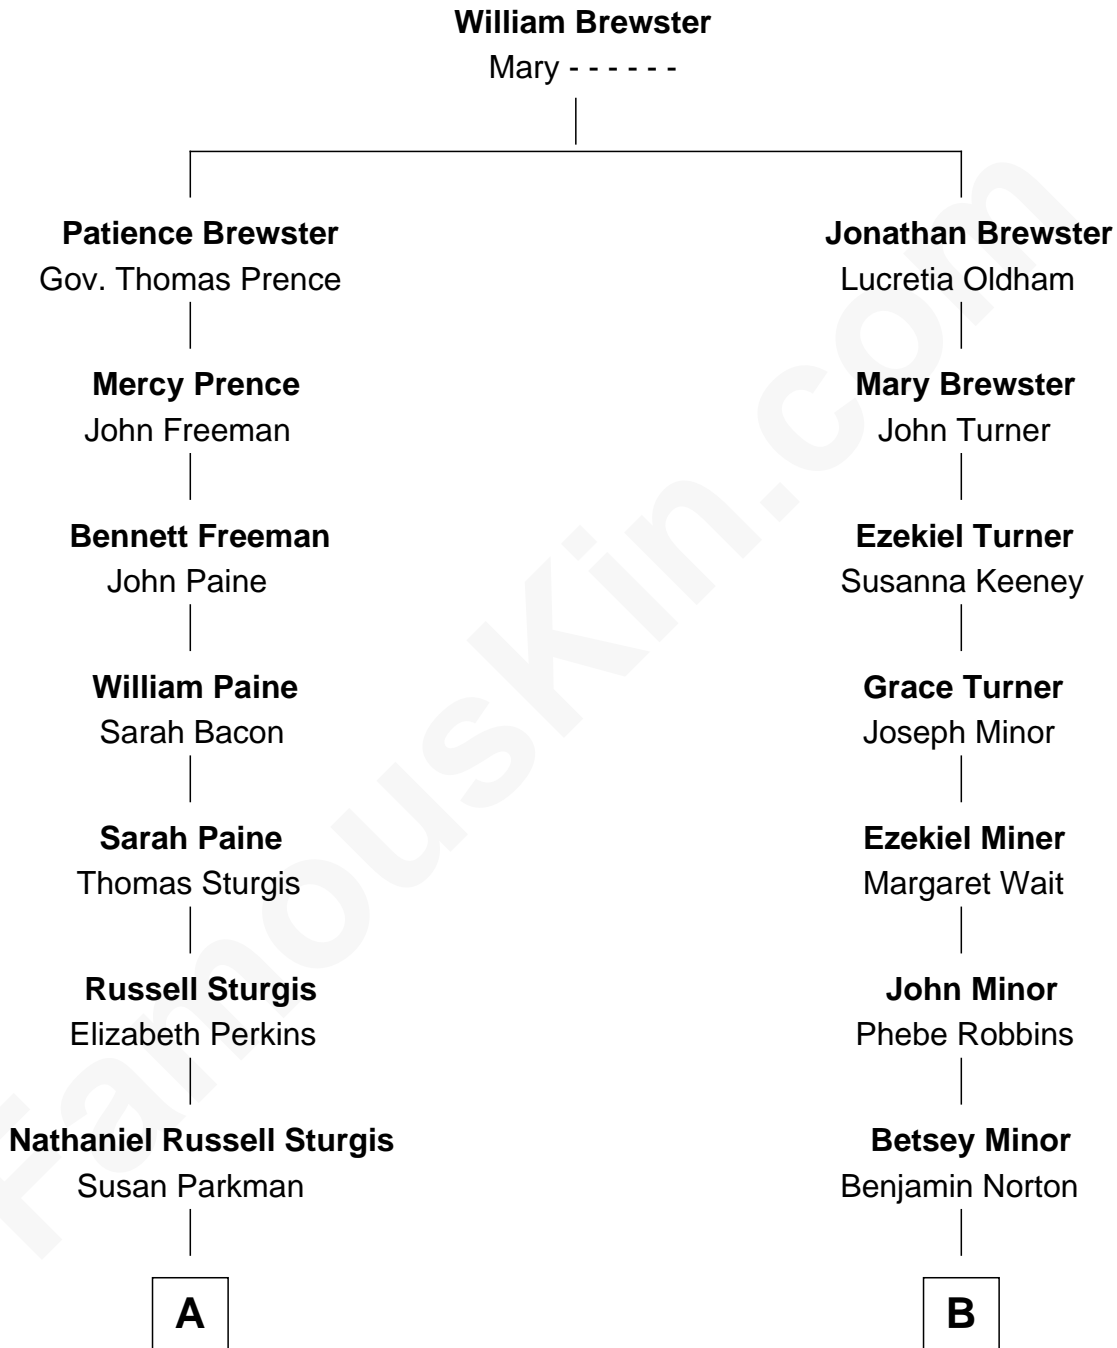 William Brewster
Mary - - - - - -
Patience Brewster
Gov. Thomas Prence
Jonathan Brewster
Lucretia Oldham
Mercy Prence
John Freeman
Mary Brewster
John Turner
Bennett Freeman
John Paine
Ezekiel Turner
Susanna Keeney
William Paine
Sarah Bacon
Grace Turner
Joseph Minor
Sarah Paine
Thomas Sturgis
Ezekiel Miner
Margaret Wait
Russell Sturgis
Elizabeth Perkins
John Minor
Phebe Robbins
Nathaniel Russell Sturgis
Susan Parkman
Betsey Minor
Benjamin Norton
A
B
FamousKin.com